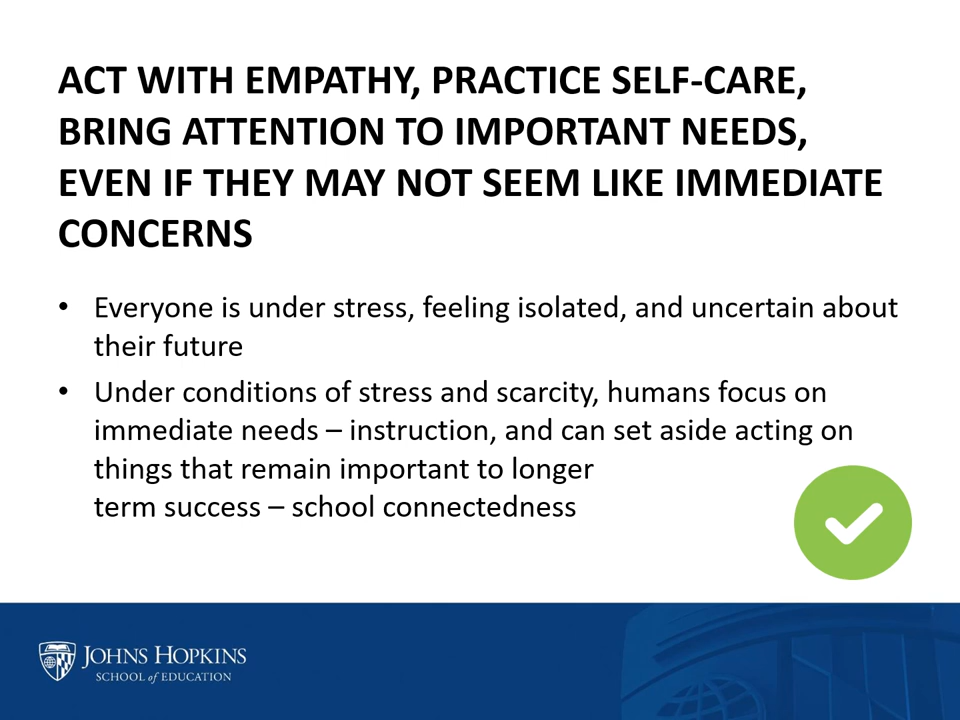 ACT WITH EMPATHY, PRACTICE SELF-CARE,
BRING ATTENTION TO IMPORTANT NEEDS,
EVEN IF THEY MAY NOT SEEM LIKE IMMEDIATE
CONCERNS
• Everyone is under stress, feeling isolated, and uncertain about
their future
• Under conditions of stress and scarcity, humans focus on
immediate needs – instruction, and can set aside acting on
things that remain important to longer
term success – school connectedness
JOHNS HOPKINS
SCHOOL of EDUCATION